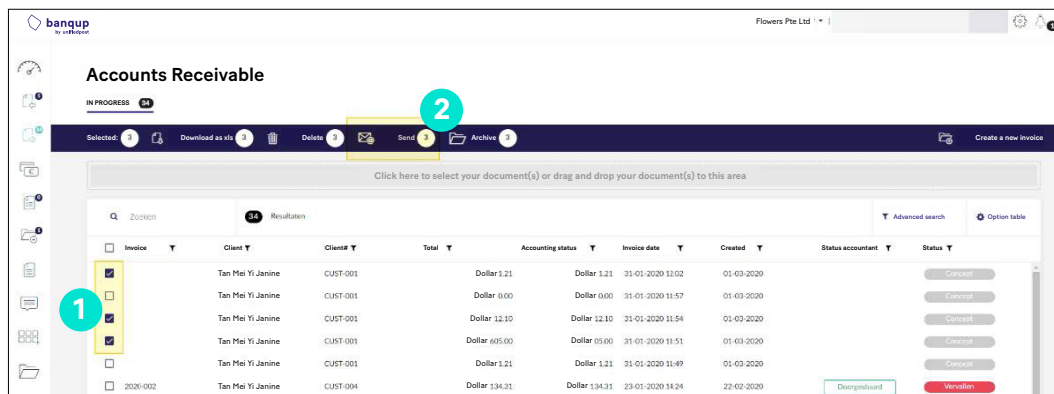 banqup
by unifiedpost
Flowers Pte Ltd
1
Accounts Receivable
IN PROGRESS 34
2
Selected: 3 Download as xls 3 Delete 3 Send 3 Archive 3 Create a new invoice
Click here to select your document(s) or drag and drop your document(s) to this area
Zoeken 34 Resultaten Advanced search Option table
Invoice Client Client# Total Accounting status Invoice date Created Status accountant Status
Tan Mei Yi Janine CUST-001 Dollar 1.21 Dollar 1.21 31-01-2020 12:02 01-03-2020 Concept
Tan Mei Yi Janine CUST-001 Dollar 0.00 Dollar 0.00 31-01-2020 11:57 01-03-2020 Concept
1
Tan Mei Yi Janine CUST-001 Dollar 12.10 Dollar 12.10 31-01-2020 11:54 01-03-2020 Concept
Tan Mei Yi Janine CUST-001 Dollar 605.00 Dollar 05.00 31-01-2020 11:51 01-03-2020 Concept
Tan Mei Yi Janine CUST-001 Dollar 1.21 Dollar 1.21 31-01-2020 11:49 01-03-2020 Concept
2020-002 Tan Mei Yi Janine CUST-004 Dollar 134.31 Dollar 134.31 23-01-2020 14:24 22-02-2020 Doorgestuurd Vervallen